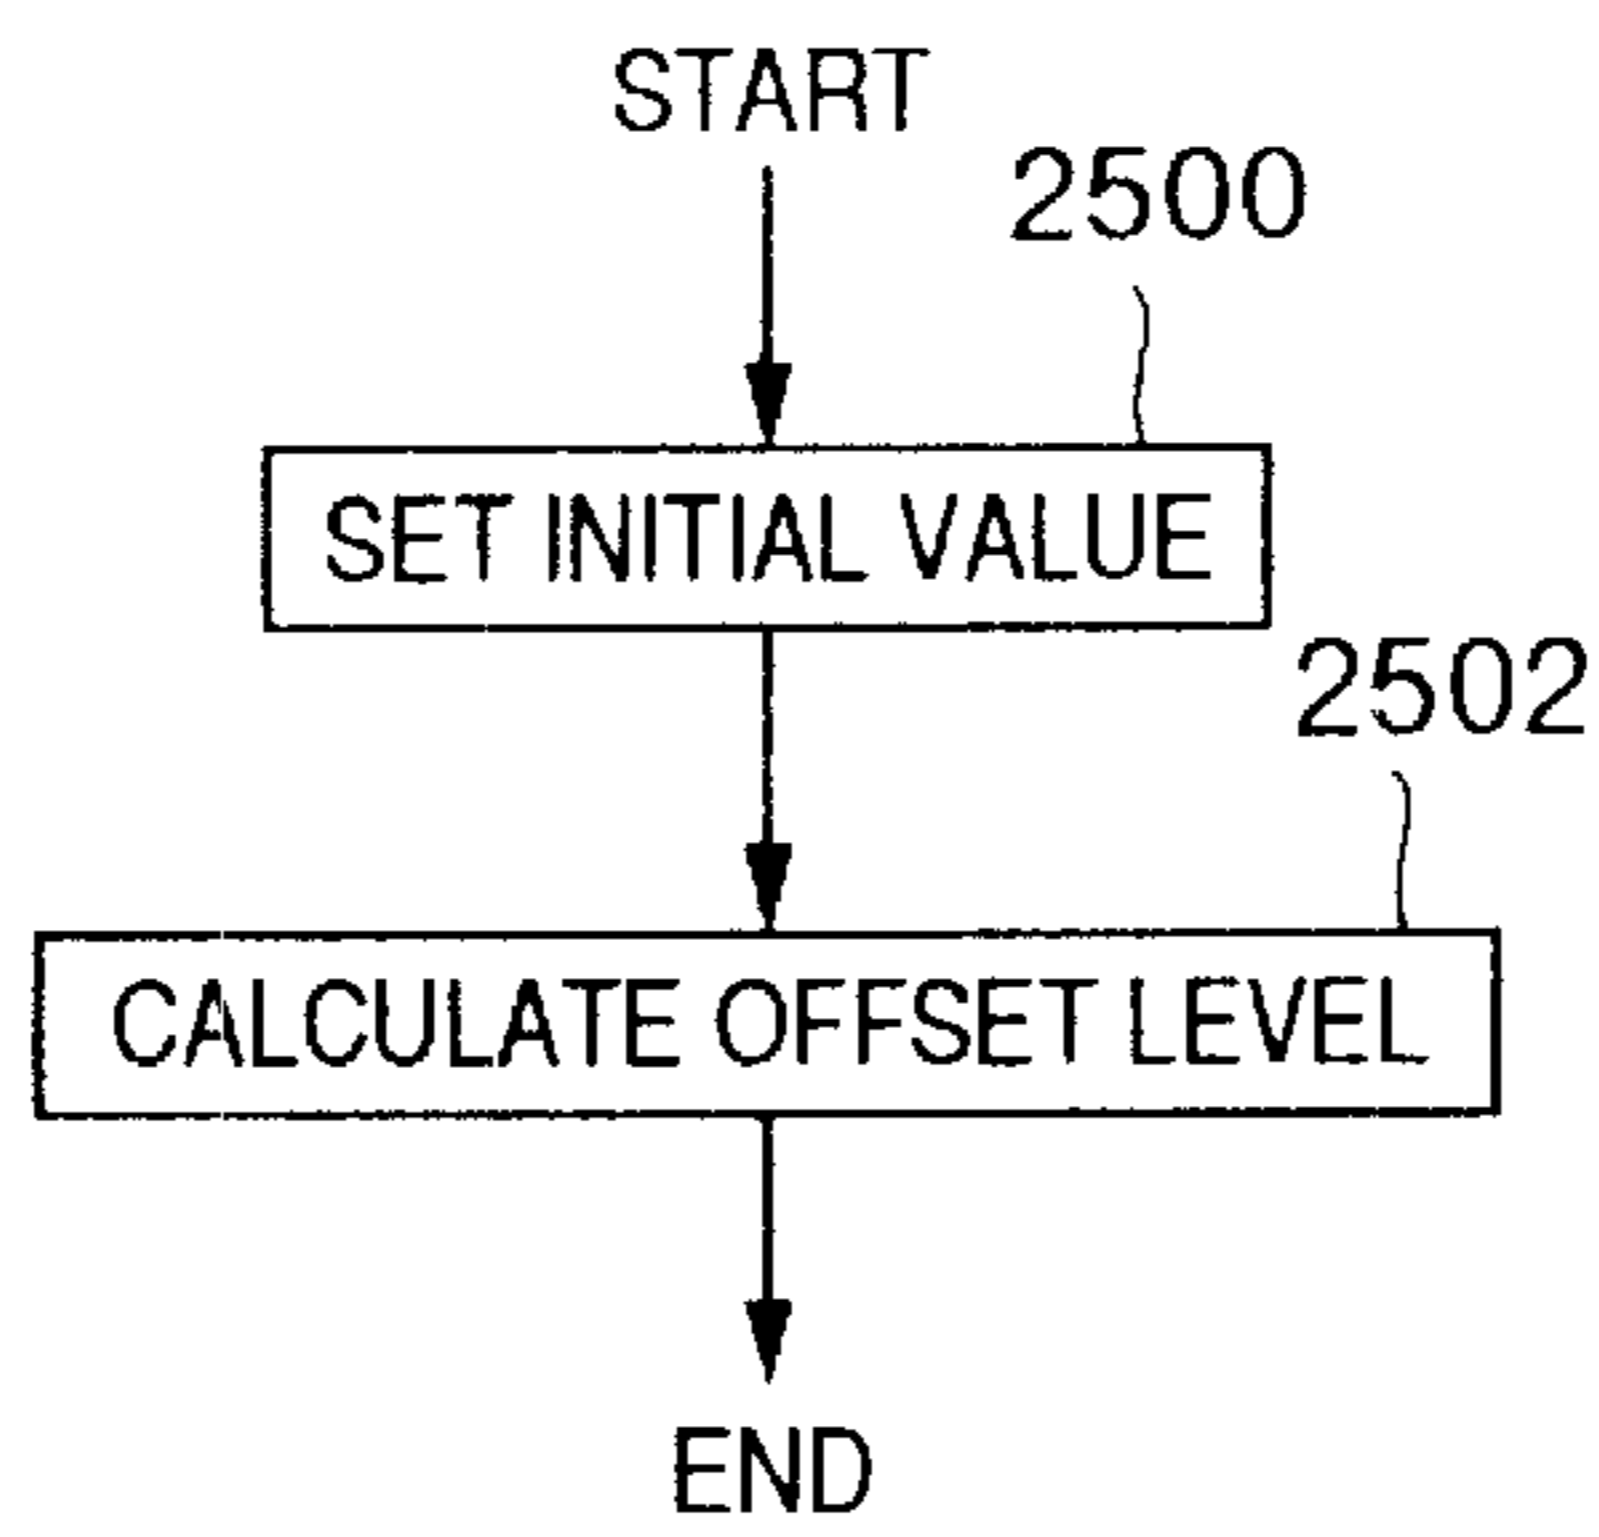 START
2500
SET INITIAL VALUE
2502
CALCULATE OFFSET LEVEL
END